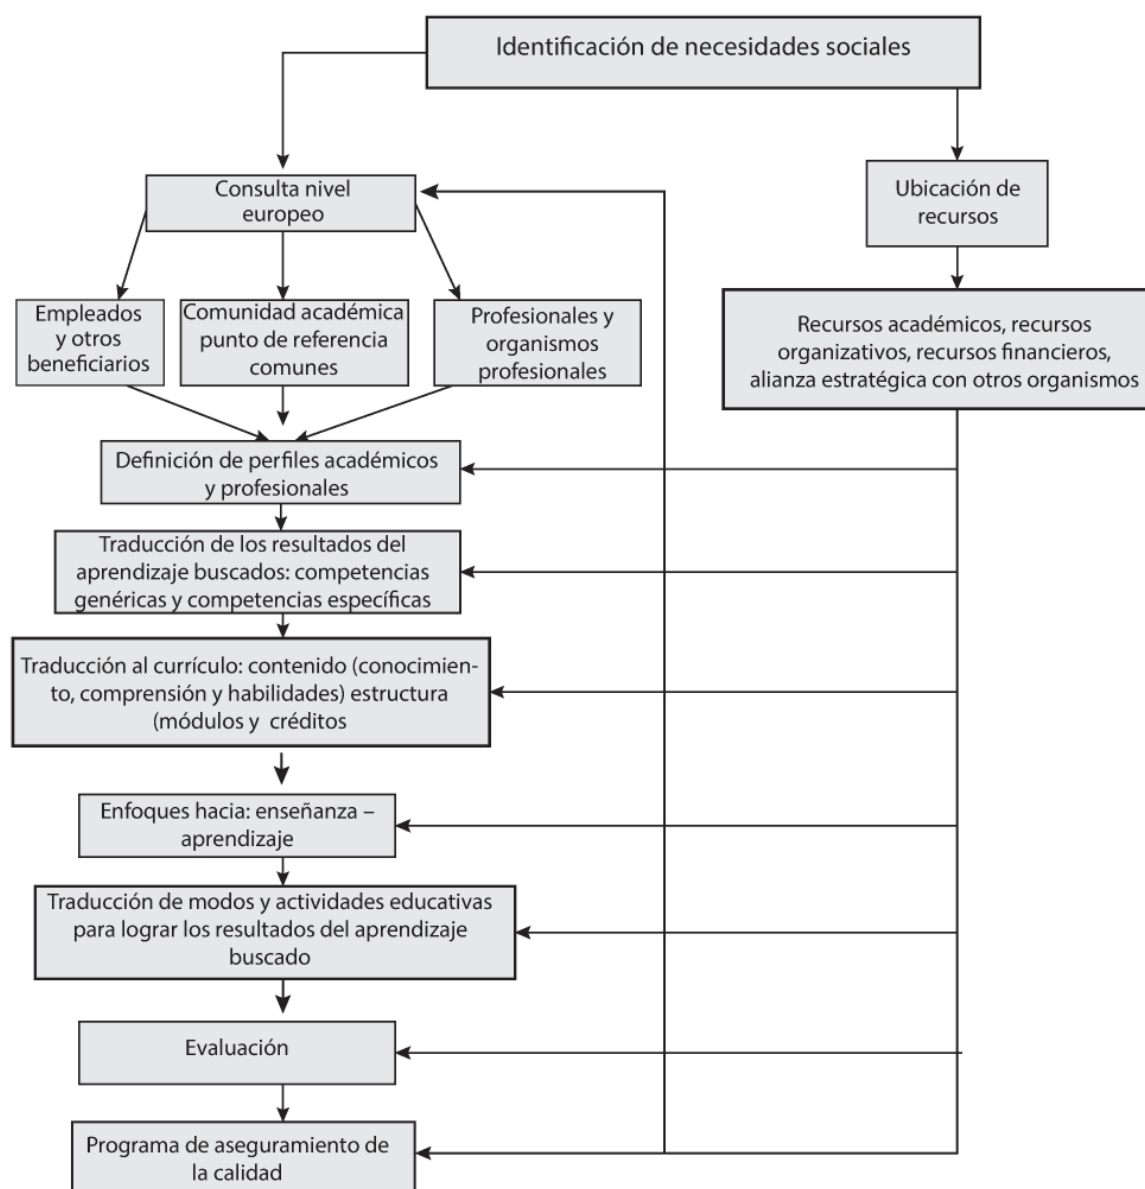 Identificación de necesidades sociales
Consulta nivel
europeo
Ubicación de
recursos
Empleados
y otros
beneficiarios
Comunidad académica
punto de referencia
comunes
Profesionales y
organismos
profesionales
Recursos académicos, recursos
organizativos, recursos financieros,
alianza estratégica con otros organismos
Definición de perfiles académicos
y profesionales
Traducción de los resultados del
aprendizaje buscados: competencias
genéricas y competencias específicas
Traducción al currículo: contenido (conocimien-
to, comprensión y habilidades) estructura
(módulos y créditos
Enfoques hacia: enseñanza –
aprendizaje
Traducción de modos y actividades educativas
para lograr los resultados del aprendizaje
buscado
Evaluación
Programa de aseguramiento de
la calidad